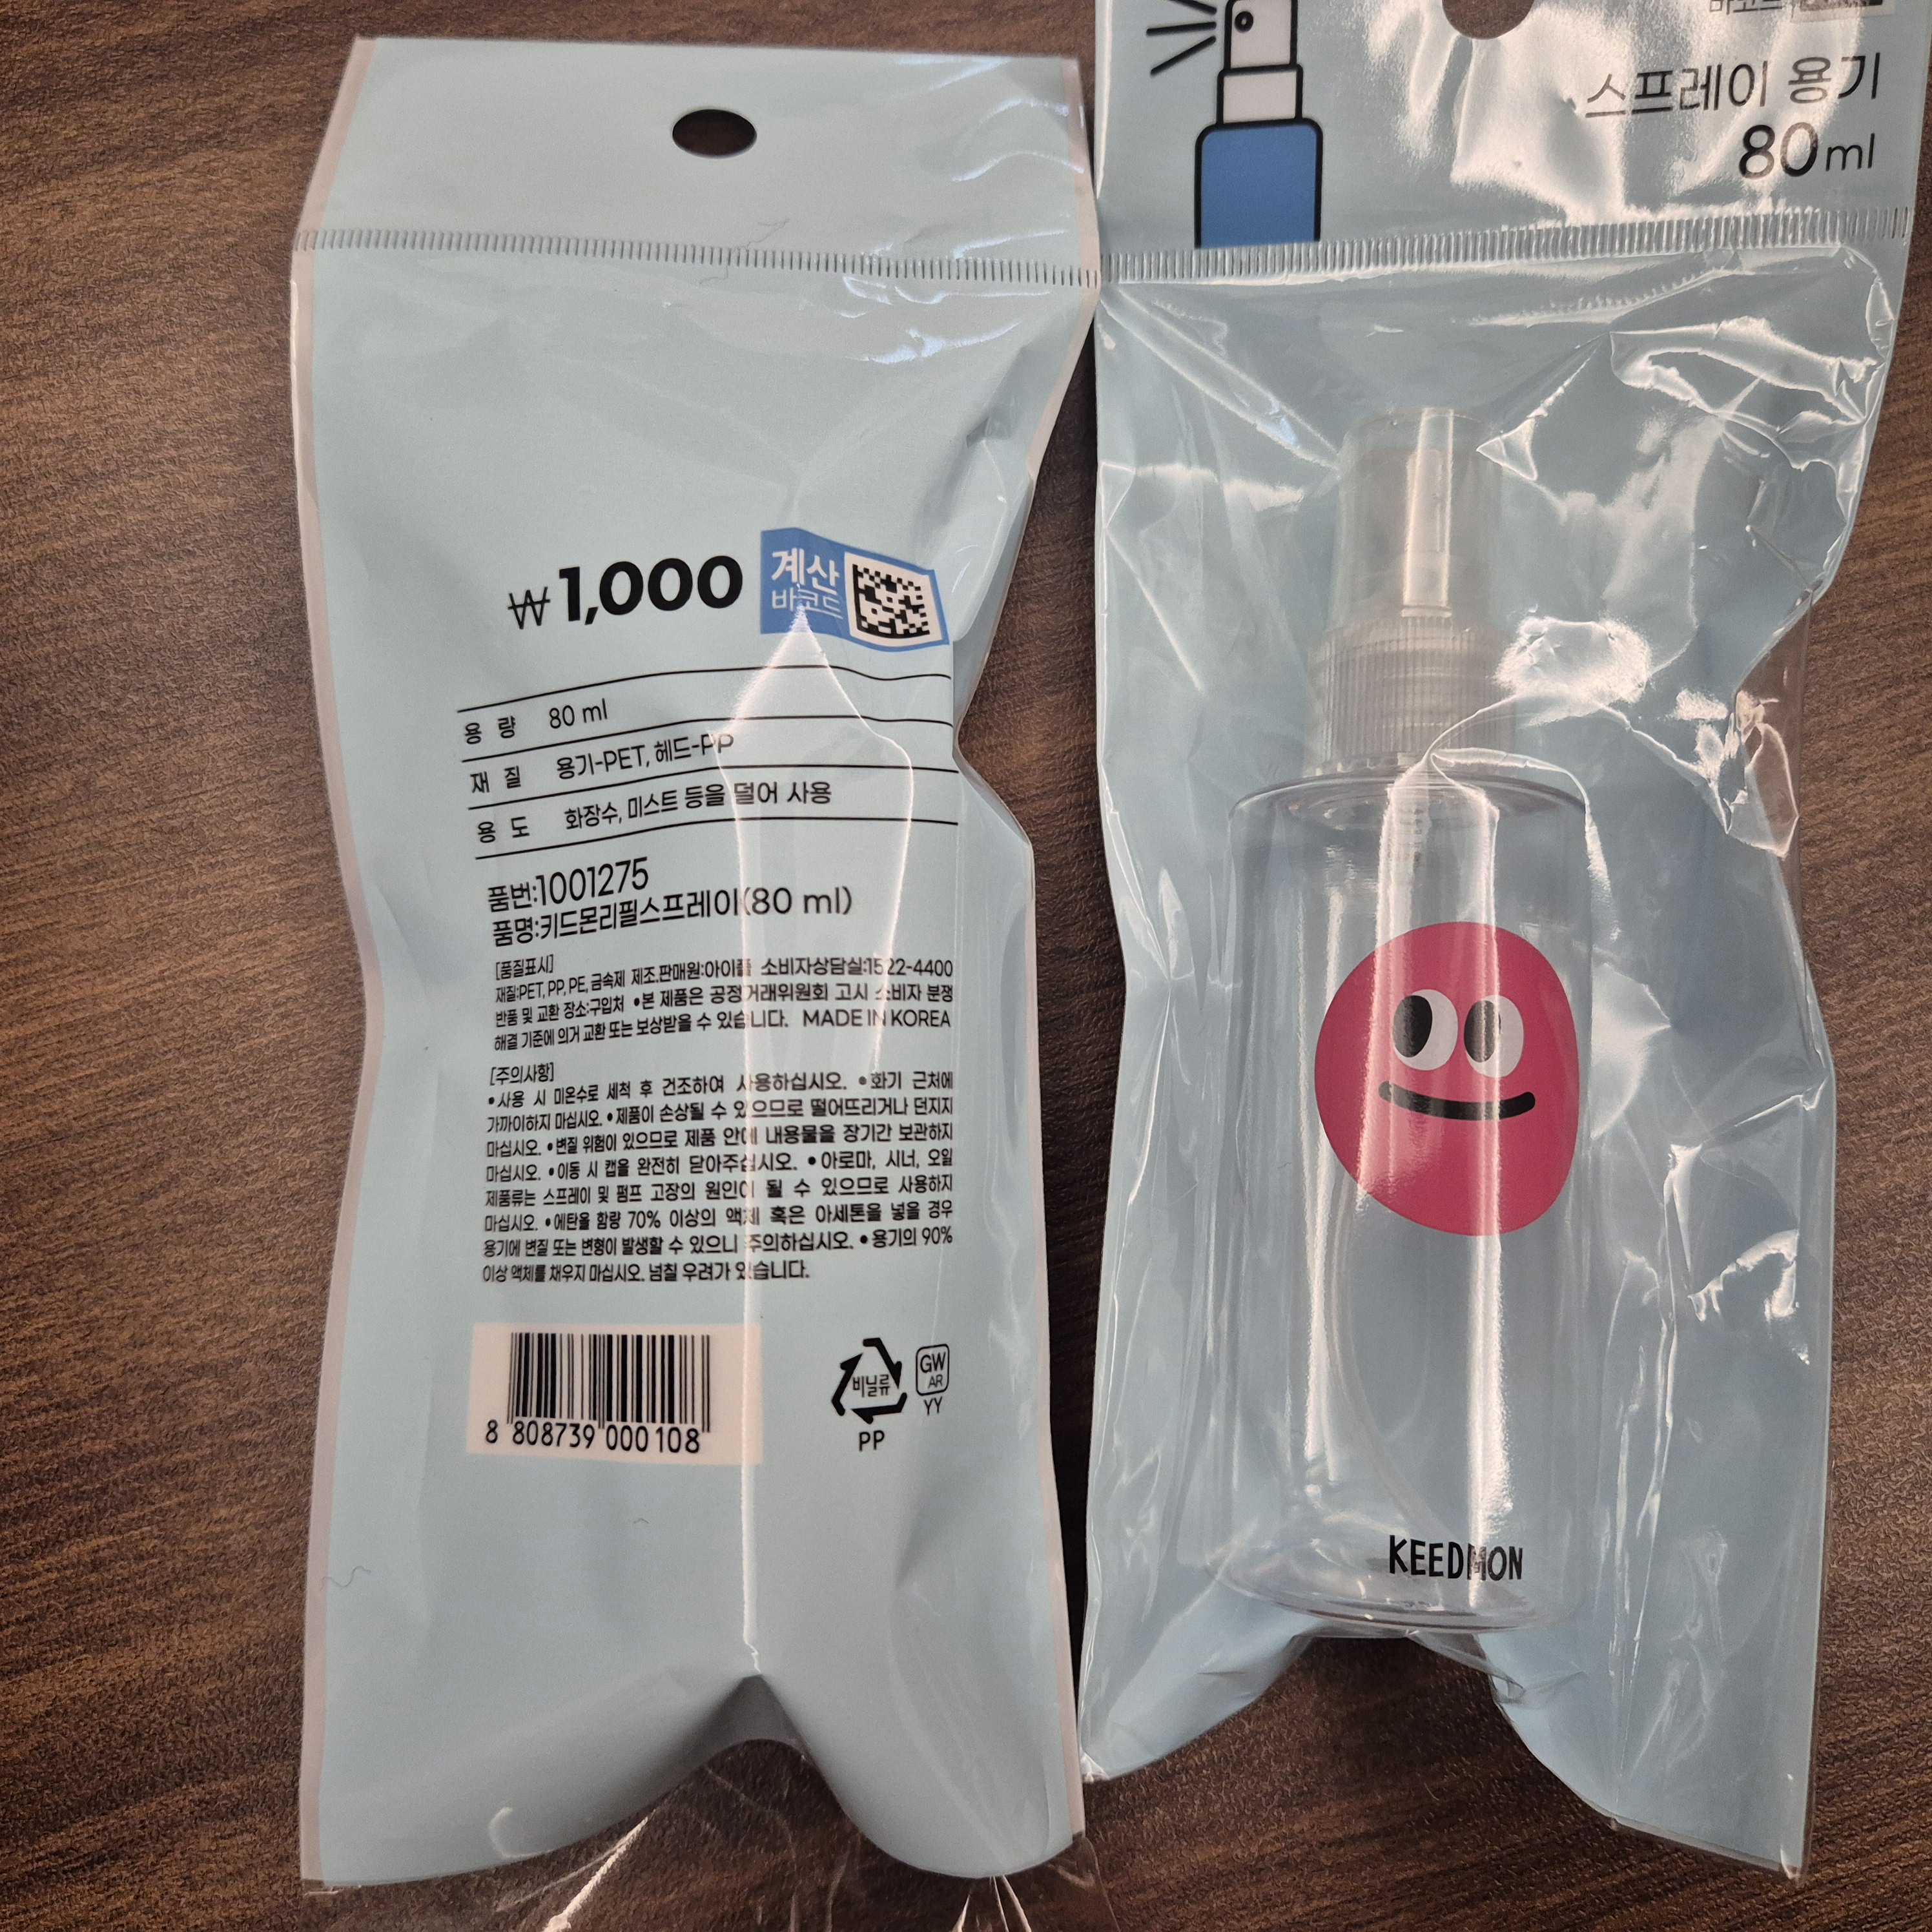 ₩1,000
계산
바코드
용 량 80 ml
재 질 용기-PET, 헤드-PP
용 도 화장수, 미스트 등을 덜어 사용
품번:1001275
품명:키드몬리필스프레이(80 ml)
[품질표시]
재질:PET, PP, PE, 금속제 제조.판매원:아이플 소비자상담실:1522-4400
반품 및 교환 장소:구입처 •본 제품은 공정거래위원회 고시 소비자 분쟁
해결 기준에 의거 교환 또는 보상받을 수 있습니다. MADE IN KOREA
[주의사항]
•사용 시 미온수로 세척 후 건조하여 사용하십시오. •화기 근처에
가까이하지 마십시오. •제품이 손상될 수 있으므로 떨어뜨리거나 던지지
마십시오. •변질 위험이 있으므로 제품 안에 내용물을 장기간 보관하지
마십시오. •이동 시 캡을 완전히 닫아주십시오. •아로마, 시너, 오일
제품류는 스프레이 및 펌프 고장의 원인이 될 수 있으므로 사용하지
마십시오. •에탄올 함량 70% 이상의 액체 혹은 아세톤을 넣을 경우
용기에 변질 또는 변형이 발생할 수 있으니 주의하십시오. •용기의 90%
이상 액체를 채우지 마십시오. 넘칠 우려가 있습니다.
8 808739 000108
비닐류
PP
GW
AR
YY
바코드
스프레이 용기
80ml
KEEDMON